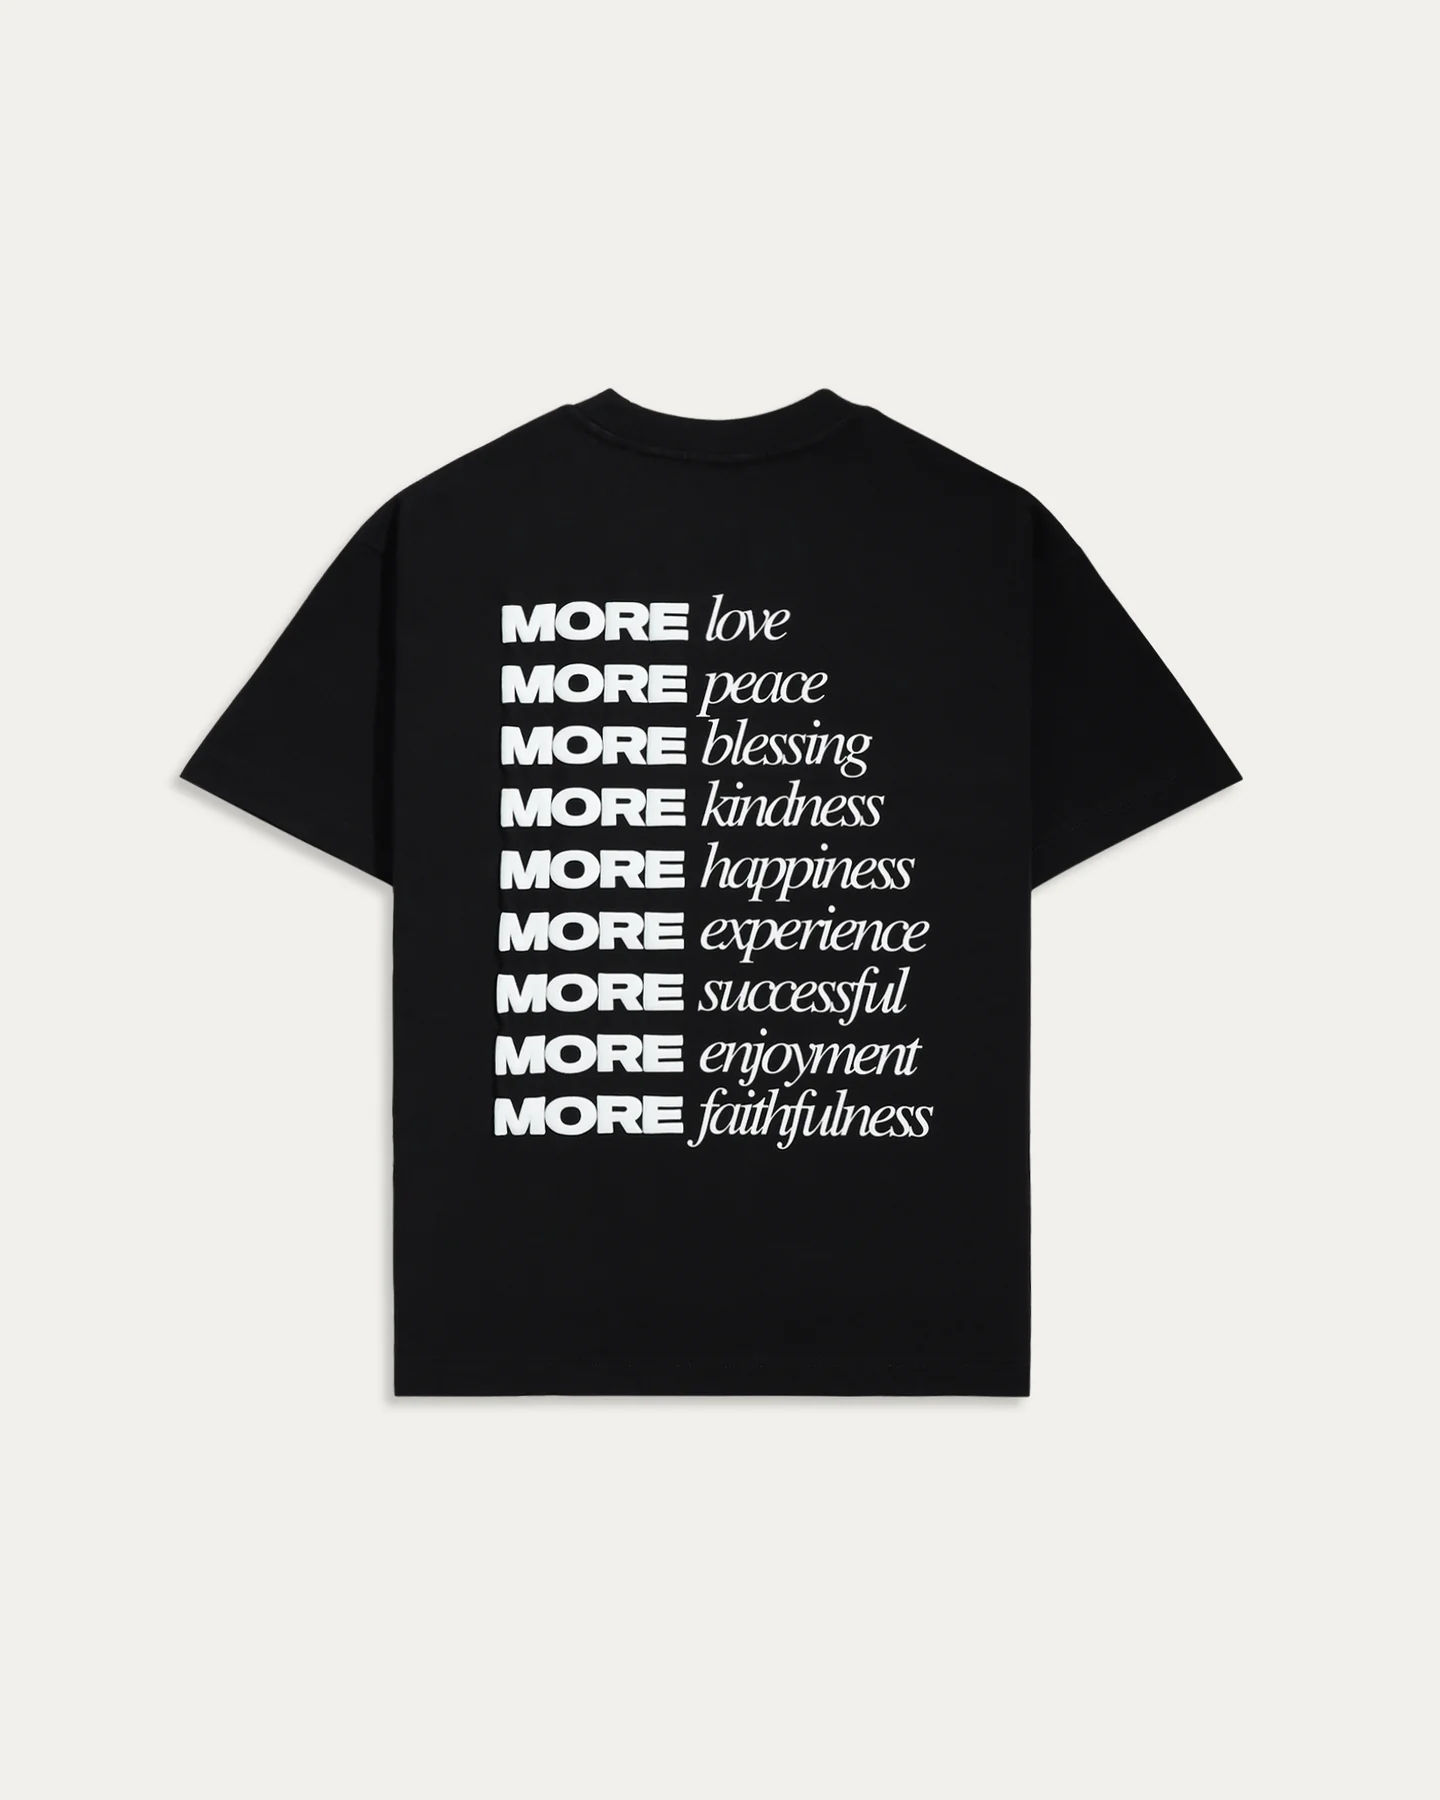 MORE love
MORE peace
MORE blessing
MORE kindness
MORE happiness
MORE experience
MORE successful
MORE enjoyment
MORE faithfulness